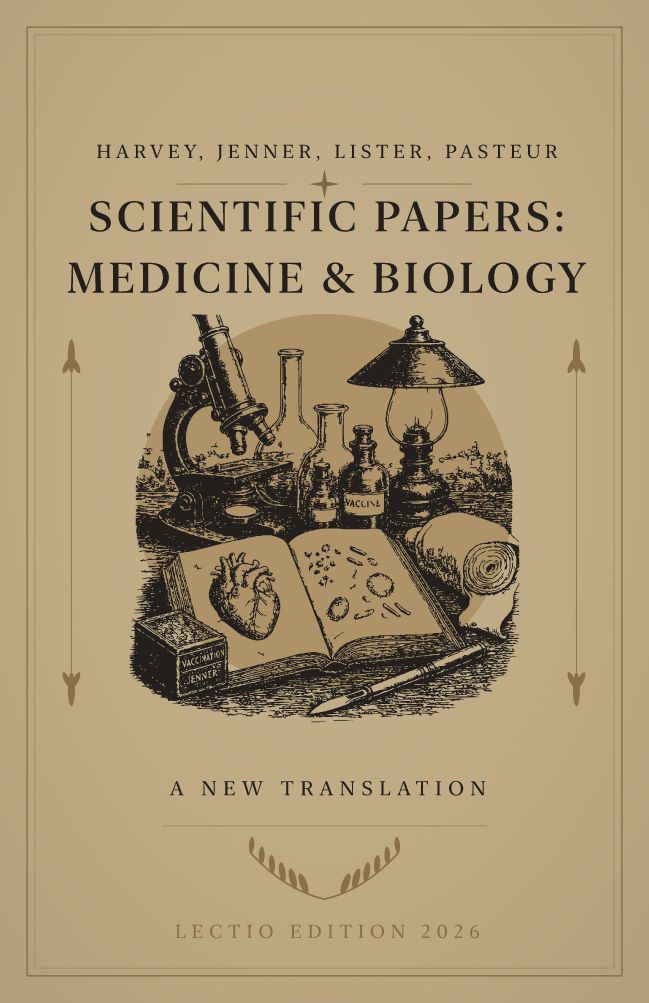 HARVEY, JENNER, LISTER, PASTEUR
SCIENTIFIC PAPERS:
MEDICINE & BIOLOGY
VACCINE
VACCINATION
JENNER
A NEW TRANSLATION
LECTIO EDITION 2026